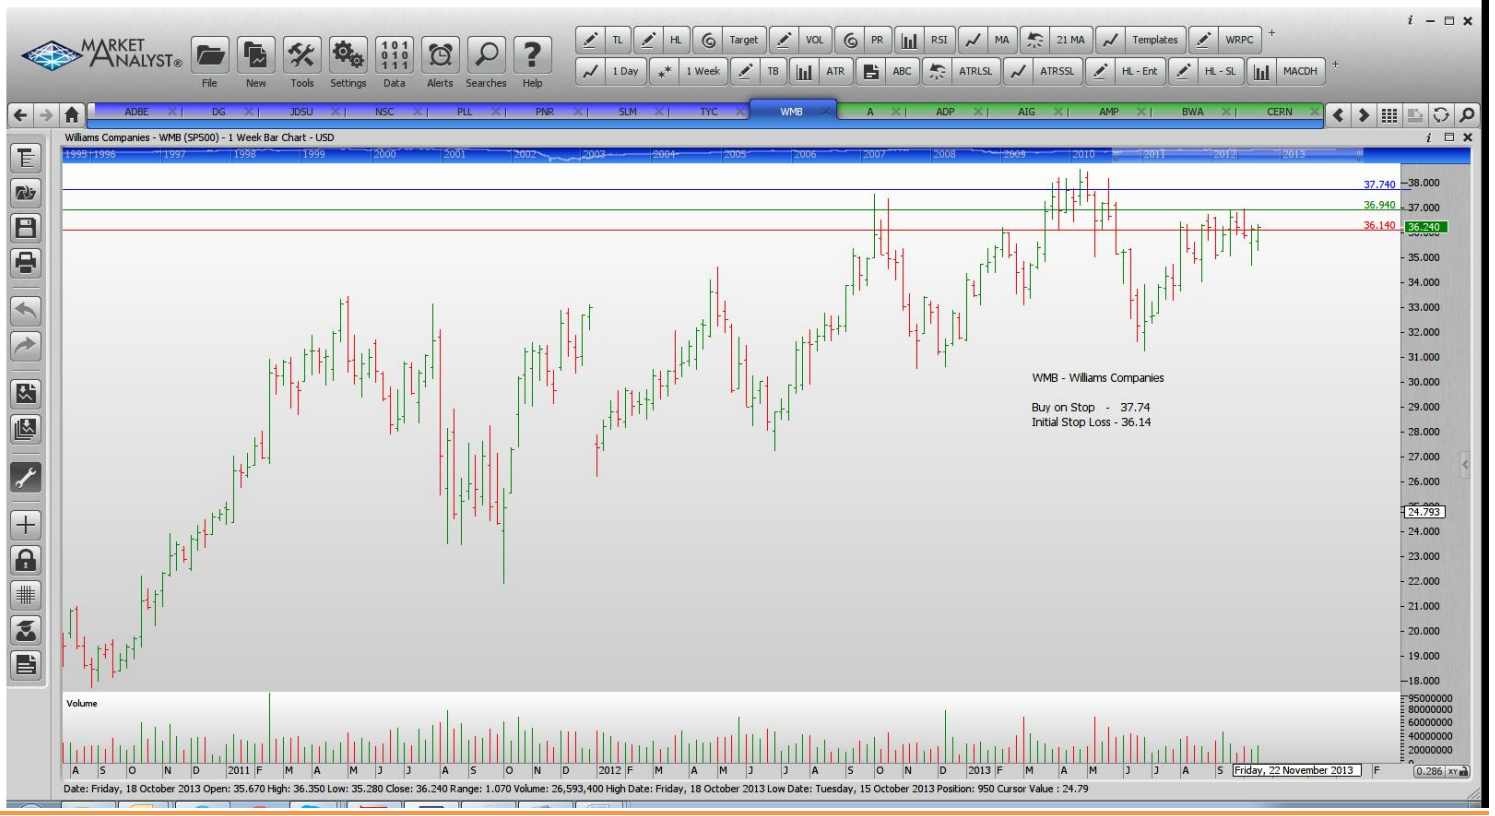 MARKET
ANALYST®
File
New
Tools
Settings
101
010
111
Data
Alerts
Searches
?
Help
TL
HL
Target
VOL
PR
RSI
MA
21 MA
Templates
WRPC
+
1 Day
1 Week
TB
ATR
ABC
ATRLSL
ATRSSL
HL - Ent
HL - SL
MACDH
+
ADBE
DG
JDSU
NSC
PLL
PNR
SLM
TYC
WMB
A
ADP
AIG
AMP
BWA
CERN
Williams Companies - WMB (SP500) - 1 Week Bar Chart - USD
1995 1996 1997 1998 1999 2000 2001 2002 2003 2004 2005 2006 2007 2008 2009 2010 2011 2012 2013
37.740
36.940
36.140
38.000
37.000
36.240
35.000
34.000
33.000
32.000
31.000
30.000
29.000
28.000
27.000
26.000
24.793
24.000
23.000
22.000
21.000
20.000
19.000
18.000
WMB - Williams Companies
Buy on Stop - 37.74
Initial Stop Loss - 36.14
Volume
95000000
80000000
60000000
40000000
20000000
0
A S O N D 2011 F M A M J J A S O N D 2012 F M A M J J A S O N D 2013 F M A M J J A S Friday, 22 November 2013 F
0.286 XY
Date: Friday, 18 October 2013 Open: 35.670 High: 36.350 Low: 35.280 Close: 36.240 Range: 1.070 Volume: 26,593,400 High Date: Friday, 18 October 2013 Low Date: Tuesday, 15 October 2013 Position: 950 Cursor Value : 24.79